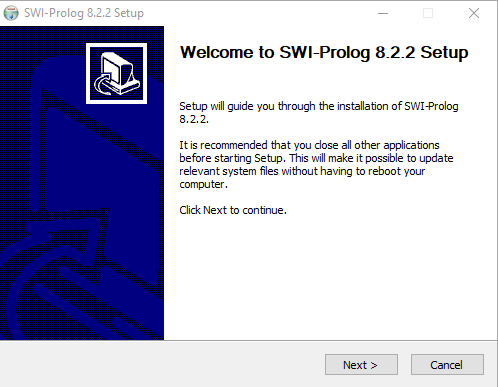 SWI-Prolog 8.2.2 Setup
Welcome to SWI-Prolog 8.2.2 Setup
Setup will guide you through the installation of SWI-Prolog
8.2.2.
It is recommended that you close all other applications
before starting Setup. This will make it possible to update
relevant system files without having to reboot your
computer.
Click Next to continue.
Next >
Cancel